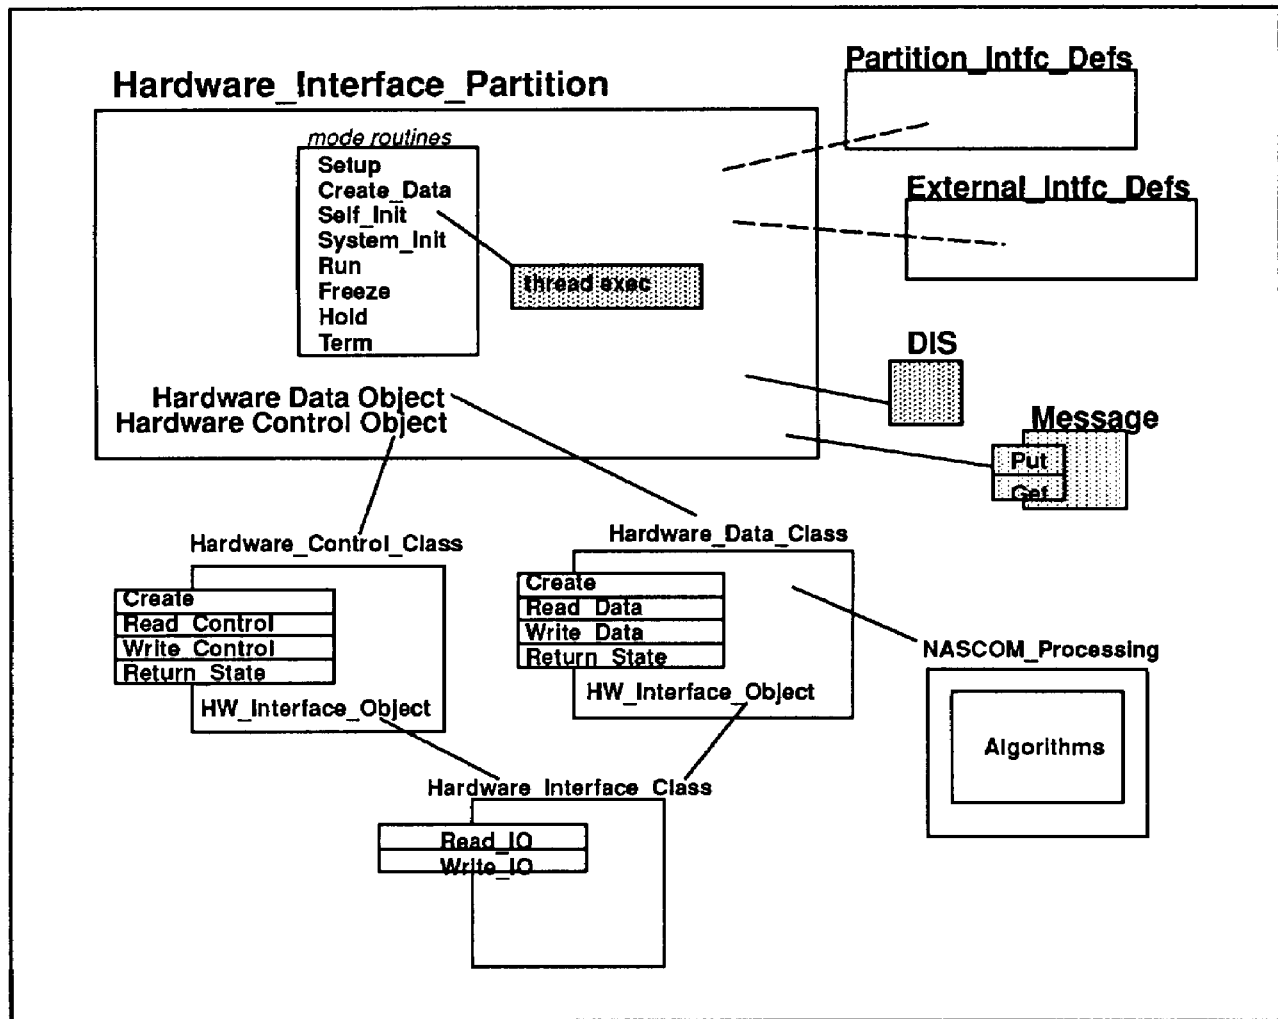 Hardware_Interface_Partition
Partition_Intfc_Defs
External_Intfc_Defs
mode routines
Setup
Create_Data
Self_Init
System_Init
Run
Freeze
Hold
Term
thread exec
DIS
Message
Put
Get
Hardware Data Object
Hardware Control Object
Hardware_Control_Class
Create
Read_Control
Write_Control
Return_State
HW_Interface_Object
Hardware_Data_Class
Create
Read_Data
Write_Data
Return_State
HW_Interface_Object
NASCOM_Processing
Algorithms
Hardware_Interface_Class
Read_IO
Write_IO